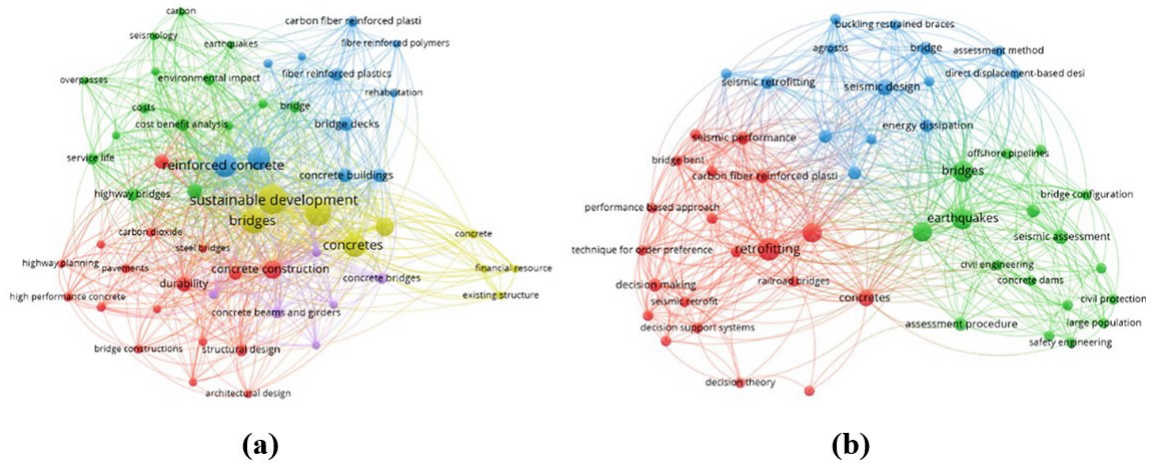 carbon
seismology
earthquakes
overpasses
environmental impact
costs
cost benefit analysis
service life
highway bridges
bridge
carbon fiber reinforced plasti
fibre reinforced polymers
fiber reinforced plastics
rehabilitation
bridge decks
reinforced concrete
concrete buildings
sustainable development
bridges
concretes
concrete
financial resource
existing structure
carbon dioxide
steel bridges
highway planning
pavements
concrete construction
concrete bridges
durability
high performance concrete
concrete beams and girders
bridge constructions
structural design
architectural design
(a)
buckling restrained braces
agrostis
bridge
assessment method
seismic retrofitting
seismic design
direct displacement-based desi
energy dissipation
seismic performance
bridge bent
carbon fiber reinforced plasti
offshore pipelines
bridges
bridge configuration
performance based approach
earthquakes
seismic assessment
technique for order preference
retrofitting
civil engineering
concrete dams
decision making
railroad bridges
seismic retrofit
concretes
civil protection
decision support systems
assessment procedure
large population
safety engineering
decision theory
(b)